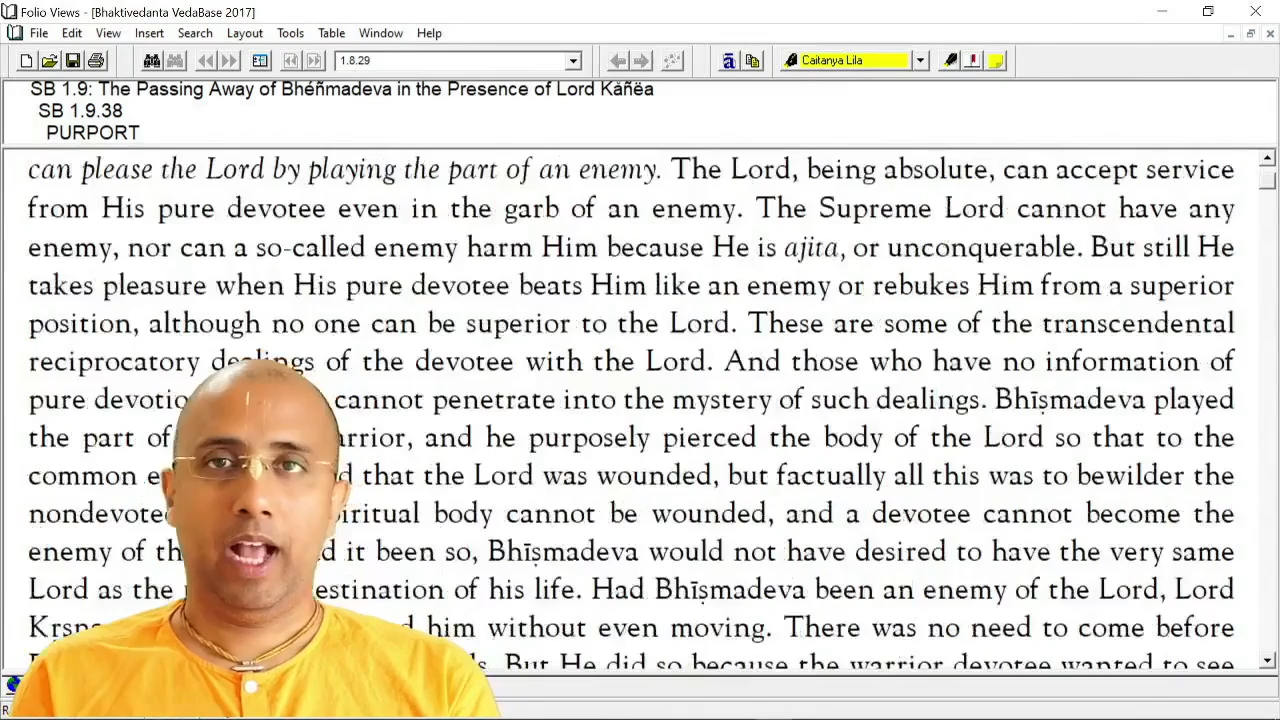 Folio Views - [Bhaktivedanta VedaBase 2017]
File Edit View Insert Search Layout Tools Table Window Help
1.8.29 Caitanya Lila
SB 1.9: The Passing Away of Bhéñmadeva in the Presence of Lord Kåñëa
SB 1.9.38
PURPORT
can please the Lord by playing the part of an enemy. The Lord, being absolute, can accept service
from His pure devotee even in the garb of an enemy. The Supreme Lord cannot have any
enemy, nor can a so-called enemy harm Him because He is ajita, or unconquerable. But still He
takes pleasure when His pure devotee beats Him like an enemy or rebukes Him from a superior
position, although no one can be superior to the Lord. These are some of the transcendental
reciprocatory dealings of the devotee with the Lord. And those who have no information of
pure cannot penetrate into the mystery of such dealings. Bhīṣmadeva played
the part of and he purposely pierced the body of the Lord so that to the
common that the Lord was wounded, but factually all this was to bewilder the
body cannot be wounded, and a devotee cannot become the
enemy of it been so, Bhīṣmadeva would not have desired to have the very same
Lord as the of his life. Had Bhīṣmadeva been an enemy of the Lord, Lord
him without even moving. There was no need to come before
But He did so because the warrior devotee wanted to see